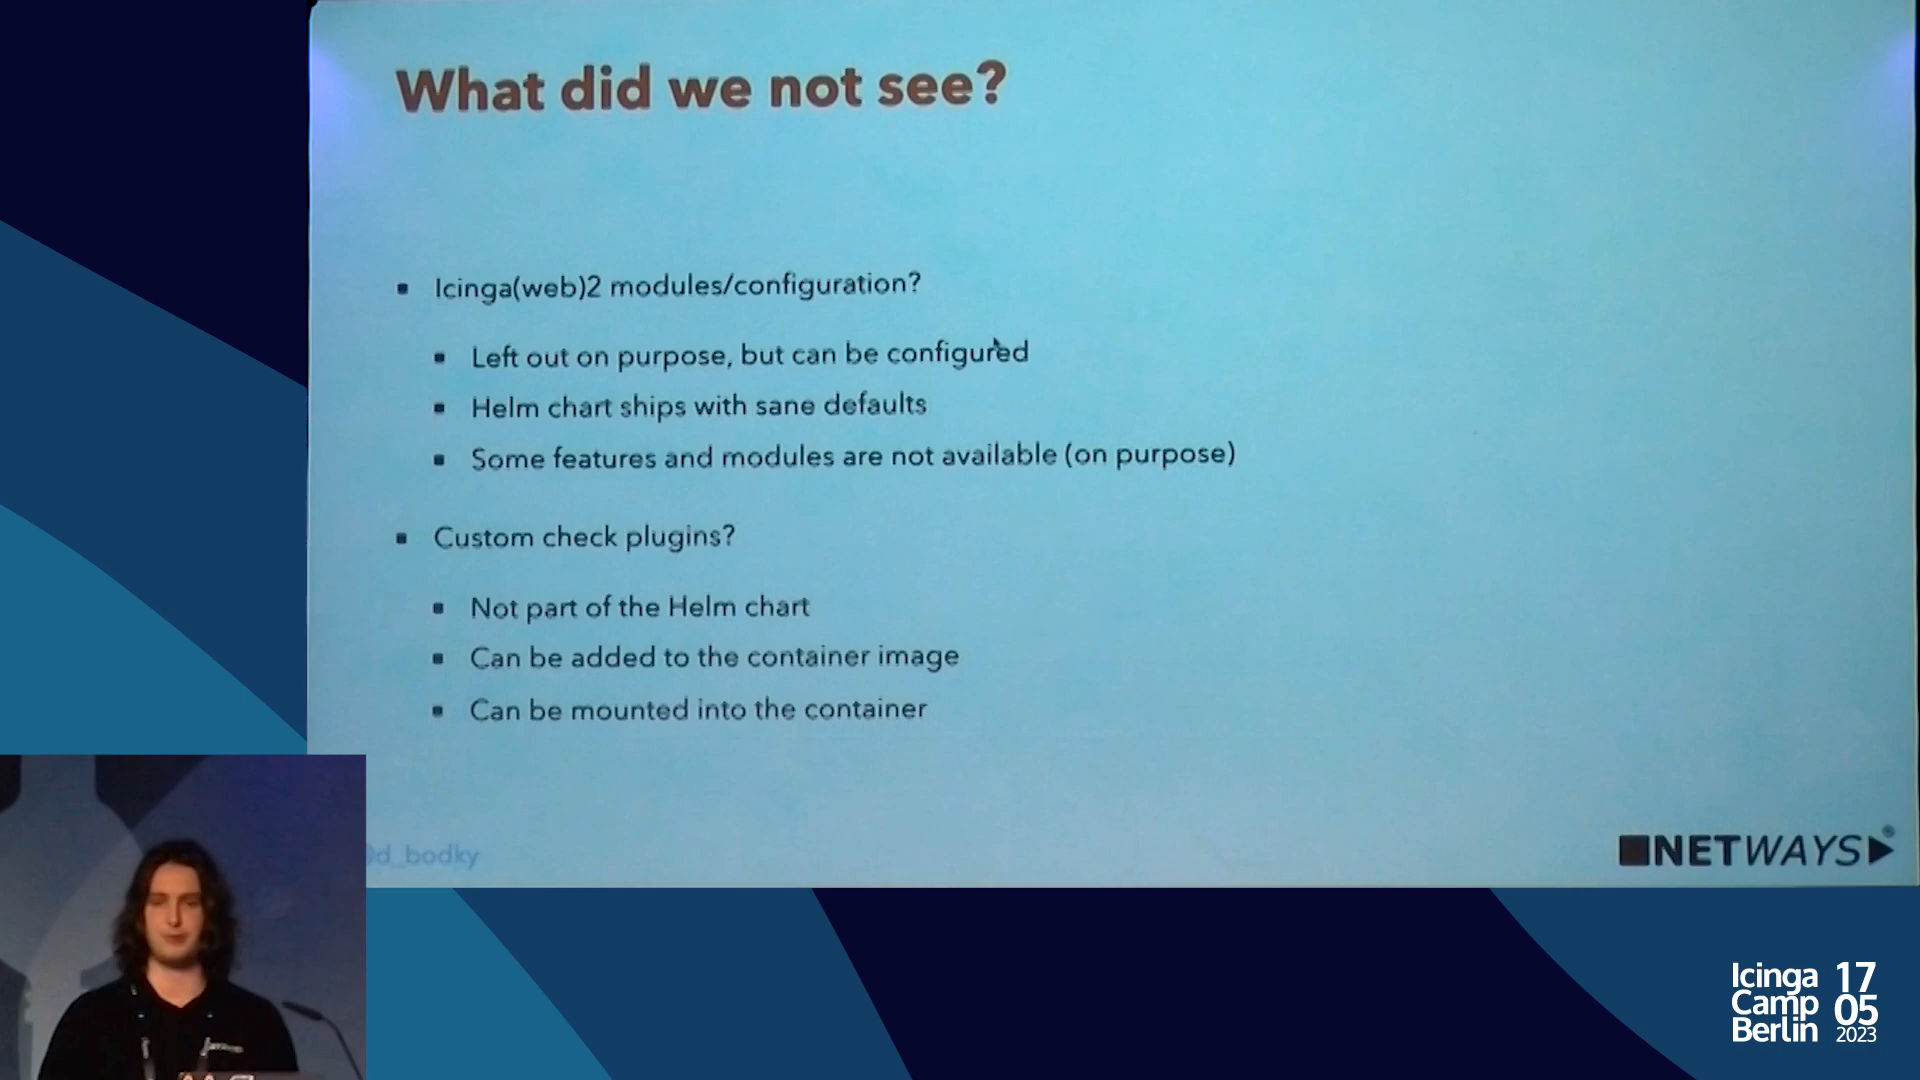 What did we not see?
Icinga(web)2 modules/configuration?
Left out on purpose, but can be configured
Helm chart ships with sane defaults
Some features and modules are not available (on purpose)
Custom check plugins?
Not part of the Helm chart
Can be added to the container image
Can be mounted into the container
@d_bodky
NETWAYS®
Icinga 17
Camp 05
Berlin 2023